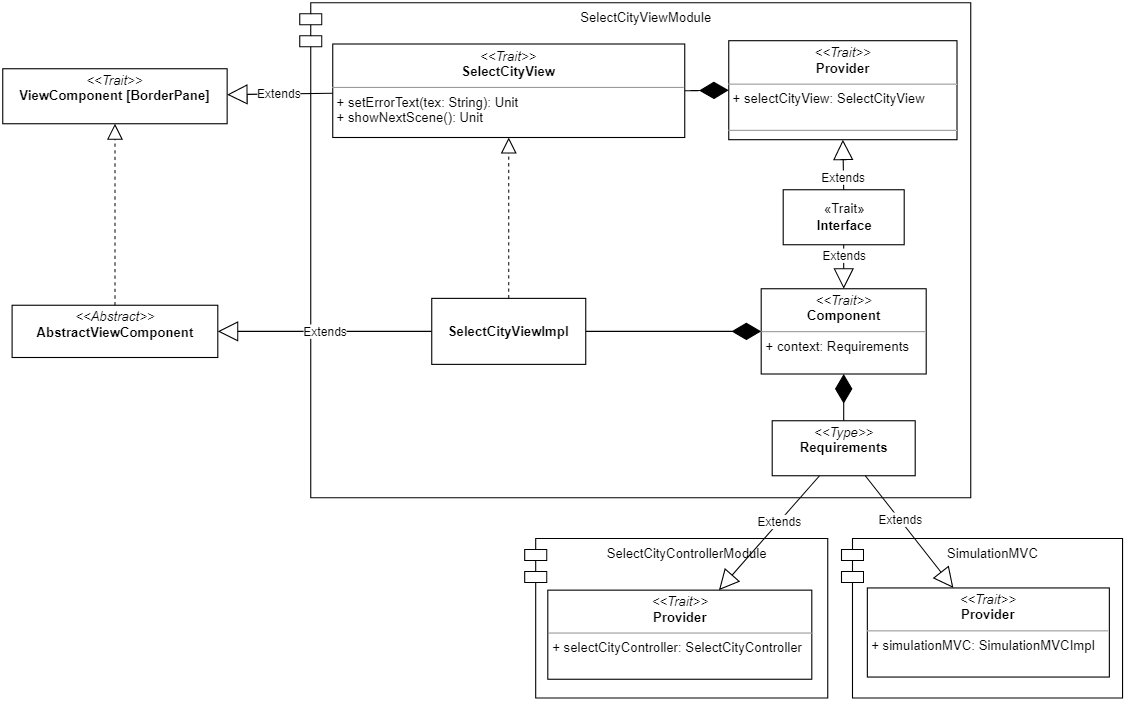 SelectCityViewModule
<<Trait>>
ViewComponent [BorderPane]
Extends
<<Trait>>
SelectCityView
+ setErrorText(tex: String): Unit
+ showNextScene(): Unit
<<Trait>>
Provider
+ selectCityView: SelectCityView
Extends
«Trait»
Interface
Extends
<<Abstract>>
AbstractViewComponent
Extends
SelectCityViewImpl
<<Trait>>
Component
+ context: Requirements
<<Type>>
Requirements
Extends
Extends
SelectCityControllerModule
<<Trait>>
Provider
+ selectCityController: SelectCityController
SimulationMVC
<<Trait>>
Provider
+ simulationMVC: SimulationMVCImpl